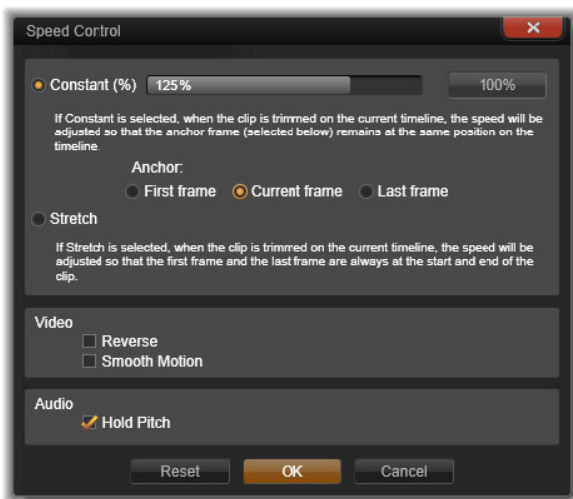 Speed Control
Constant (%) 125% 100%
If Constant is selected, when the clip is trimmed on the current timeline, the speed will be
adjusted so that the anchor frame (selected below) remains at the same position on the
timeline
Anchor:
First frame Current frame Last frame
Stretch
If Stretch is selected, when the clip is trimmed on the current timeline, the speed will be
adjusted so that the first frame and the last frame are always at the start and end of the
clip.
Video
Reverse
Smooth Motion
Audio
Hold Pitch
Reset OK Cancel